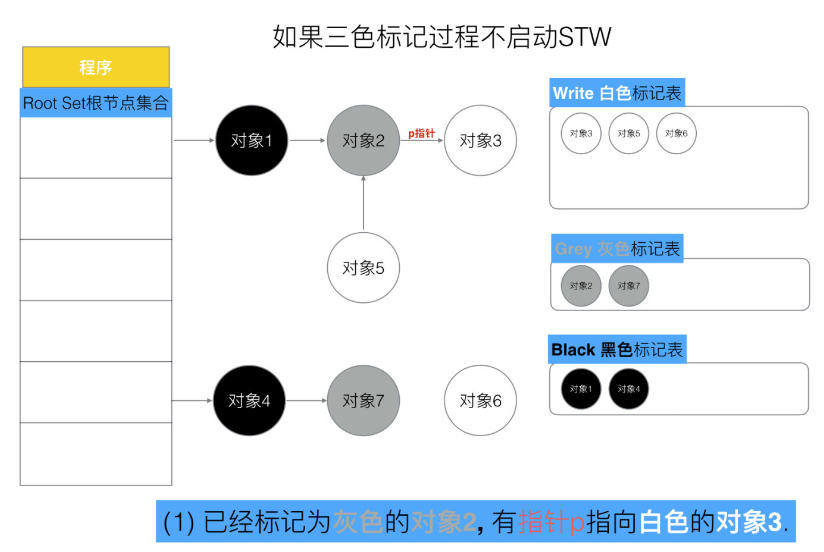 如果三色标记过程不启动STW
程序
Root Set根节点集合
对象1
对象2
p指针
对象3
对象5
对象4
对象7
对象6
Write 白色标记表
对象3 对象5 对象6
Grey 灰色标记表
对象2 对象7
Black 黑色标记表
对象1 对象4
(1) 已经标记为灰色的对象2, 有指针p指向白色的对象3.